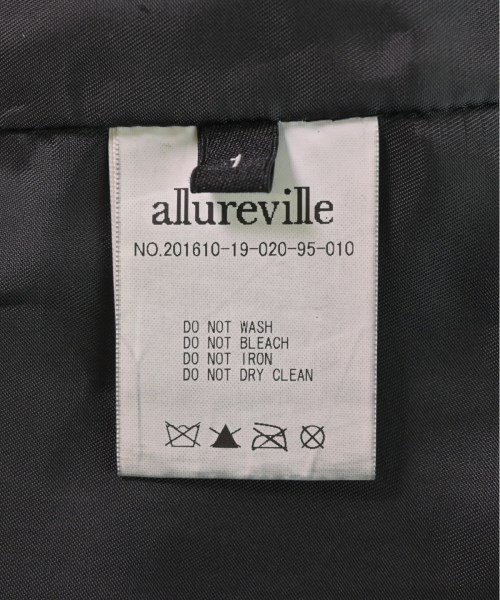 1
allureville
NO.201610-19-020-95-010
DO NOT WASH
DO NOT BLEACH
DO NOT IRON
DO NOT DRY CLEAN